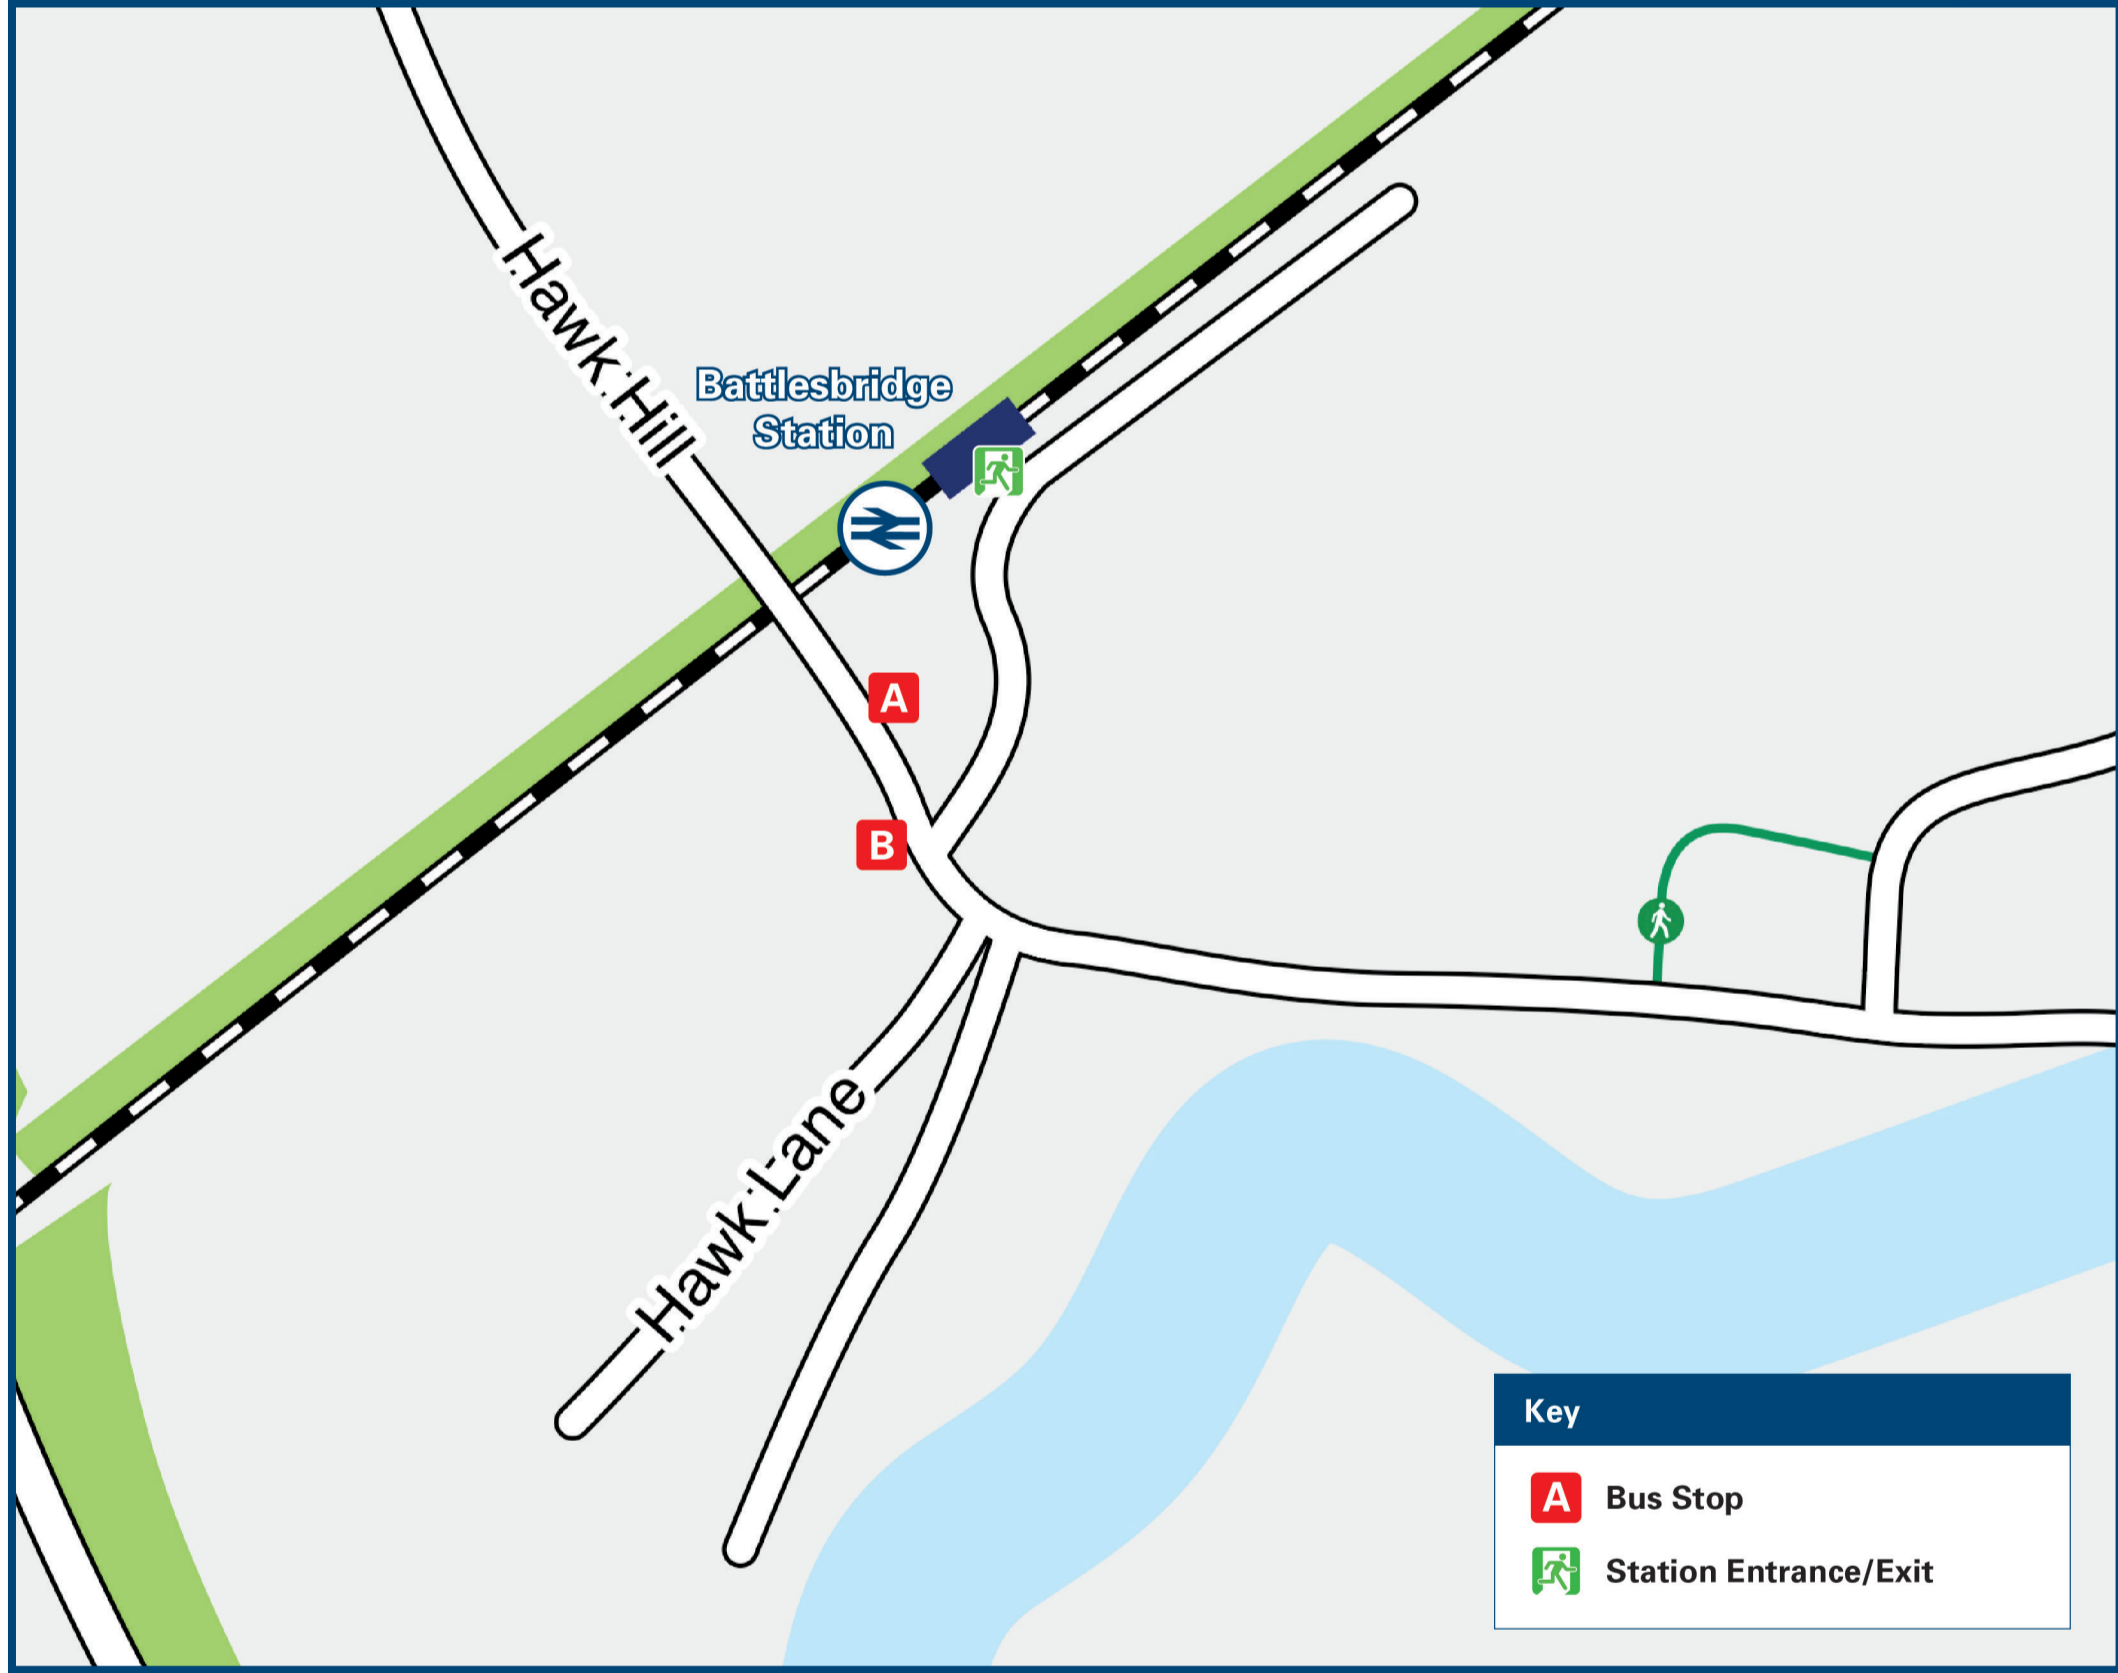 Hawk Hill
Battlesbridge
Station
A
B
Hawk Lane
Key
A Bus Stop
Station Entrance/Exit